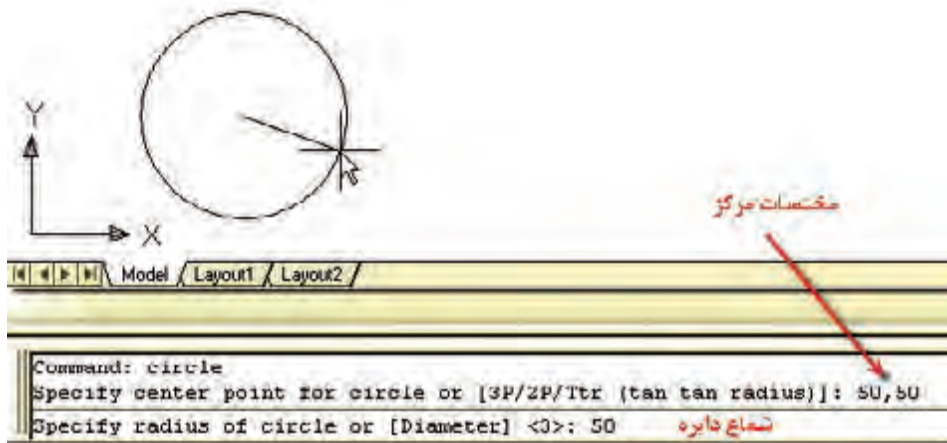 Y
X
مختصات مرکز
Model Layout1 Layout2
Command: circle
Specify center point for circle or [3P/2P/Ttr (tan tan radius)]: 50,50
Specify radius of circle or [Diameter] <3>: 50 شعاع دایره